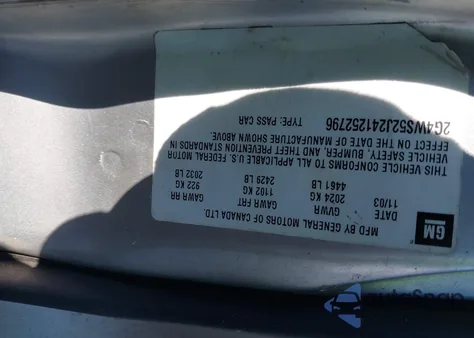 GM
MFD BY GENERAL MOTORS OF CANADA LTD.
DATE GVWR GAWR FRT GAWR RR
11/03 2024 KG 1102 KG 922 KG
4461 LB 2429 LB 2032 LB
THIS VEHICLE CONFORMS TO ALL APPLICABLE U.S. FEDERAL MOTOR
VEHICLE SAFETY, BUMPER, AND THEFT PREVENTION STANDARDS IN
EFFECT ON THE DATE OF MANUFACTURE SHOWN ABOVE.
2G4WS52J241252796 TYPE: PASS CAR